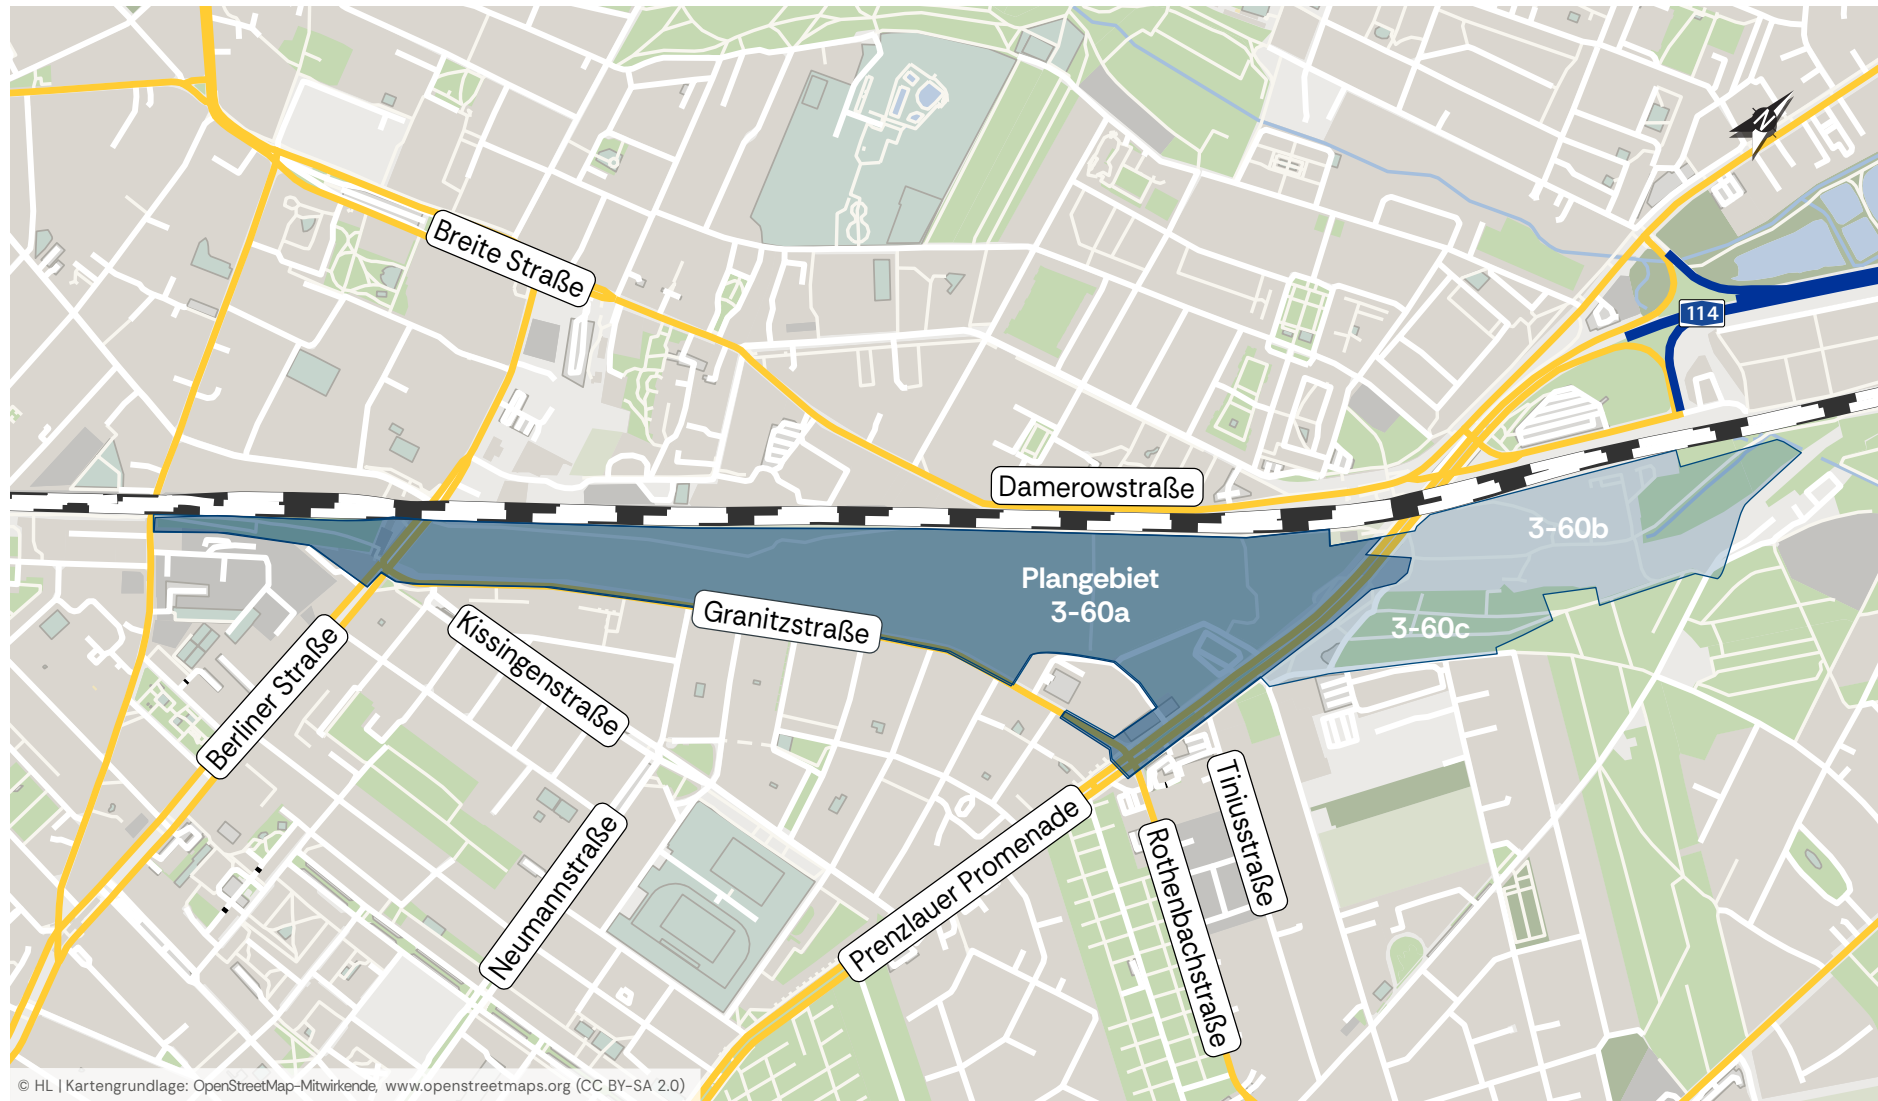 N
Breite Straße
114
Damerowstraße
3-60b
Plangebiet
3-60a
Granitzstraße
3-60c
Kissingenstraße
Berliner Straße
Tiniusstraße
Neumannstraße
Prenzlauer Promenade
Rothenbachstraße
© HL | Kartengrundlage: OpenStreetMap-Mitwirkende, www.openstreetmaps.org (CC BY-SA 2.0)